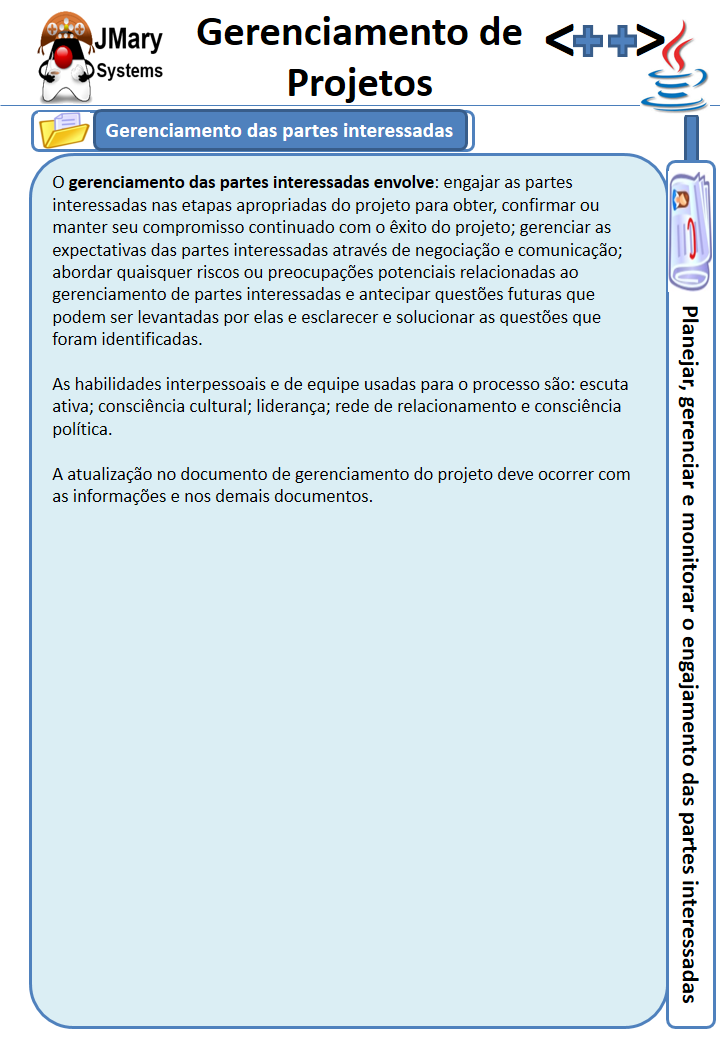 JMary
Systems
Gerenciamento de
Projetos
<++>
Gerenciamento das partes interessadas
O gerenciamento das partes interessadas envolve: engajar as partes
interessadas nas etapas apropriadas do projeto para obter, confirmar ou
manter seu compromisso continuado com o êxito do projeto; gerenciar as
expectativas das partes interessadas através de negociação e comunicação;
abordar quaisquer riscos ou preocupações potenciais relacionadas ao
gerenciamento de partes interessadas e antecipar questões futuras que
podem ser levantadas por elas e esclarecer e solucionar as questões que
foram identificadas.
As habilidades interpessoais e de equipe usadas para o processo são: escuta
ativa; consciência cultural; liderança; rede de relacionamento e consciência
política.
A atualização no documento de gerenciamento do projeto deve ocorrer com
as informações e nos demais documentos.
Planejar, gerenciar e monitorar o engajamento das partes interessadas